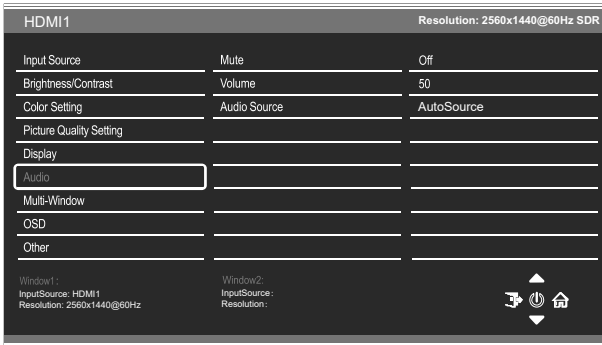 HDMI1 Resolution: 2560x1440@60Hz SDR
Input Source Mute Off
Brightness/Contrast Volume 50
Color Setting Audio Source AutoSource
Picture Quality Setting
Display
Audio
Multi-Window
OSD
Other
Window1: Window2:
InputSource: HDMI1 InputSource:
Resolution: 2560x1440@60Hz Resolution: